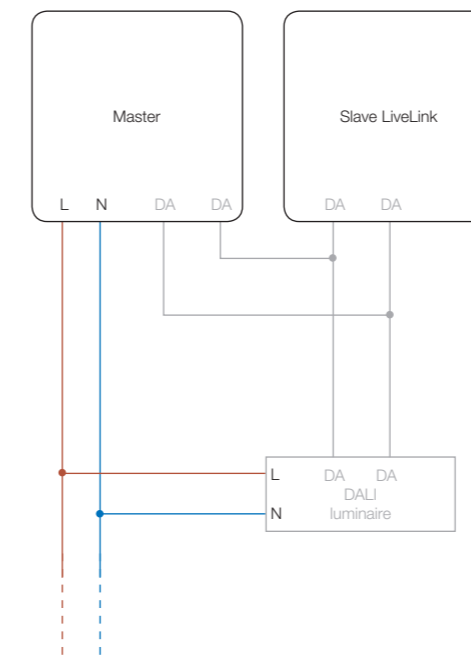 Master
Slave LiveLink
L N DA DA
DA DA
L DA DA
DALI
N luminaire